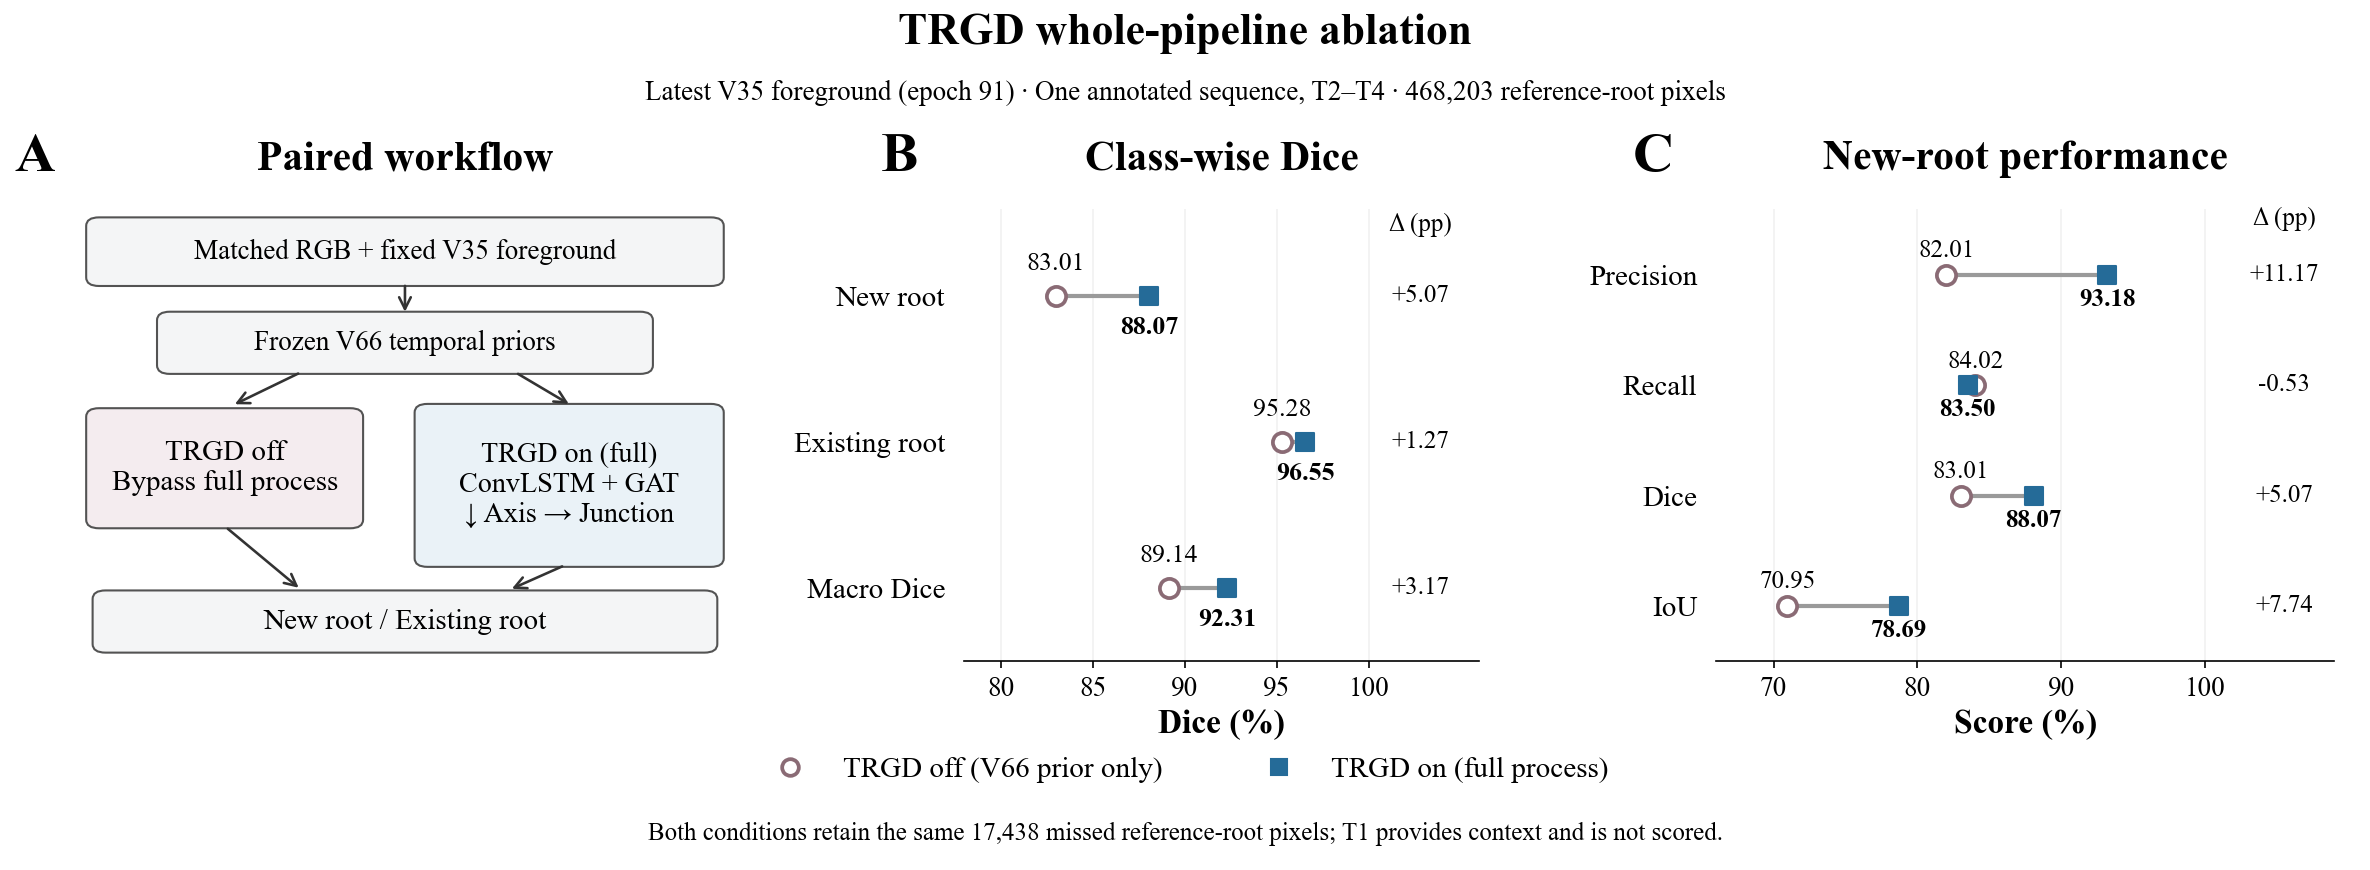 TRGD whole-pipeline ablation
Latest V35 foreground (epoch 91) · One annotated sequence, T2–T4 · 468,203 reference-root pixels
A
Paired workflow
Matched RGB + fixed V35 foreground
Frozen V66 temporal priors
TRGD off
Bypass full process
TRGD on (full)
ConvLSTM + GAT
↓ Axis → Junction
New root / Existing root
B
Class-wise Dice
Δ (pp)
New root
83.01
88.07
+5.07
Existing root
95.28
96.55
+1.27
Macro Dice
89.14
92.31
+3.17
80 85 90 95 100
Dice (%)
C
New-root performance
Δ (pp)
Precision
82.01
93.18
+11.17
Recall
84.02
83.50
-0.53
Dice
83.01
88.07
+5.07
IoU
70.95
78.69
+7.74
70 80 90 100
Score (%)
TRGD off (V66 prior only)
TRGD on (full process)
Both conditions retain the same 17,438 missed reference-root pixels; T1 provides context and is not scored.